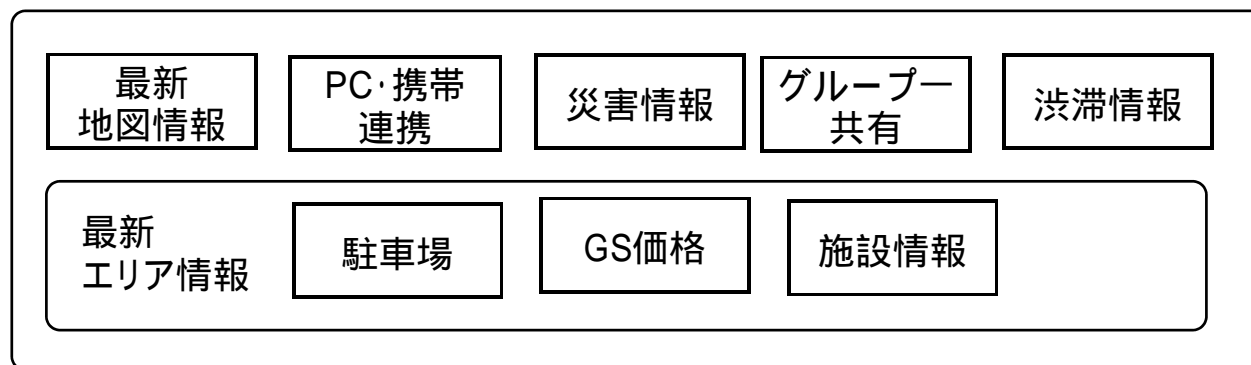 最新
地図情報
PC・携帯
連携
災害情報
グループ一
共有
渋滞情報
最新
エリア情報
駐車場
GS価格
施設情報